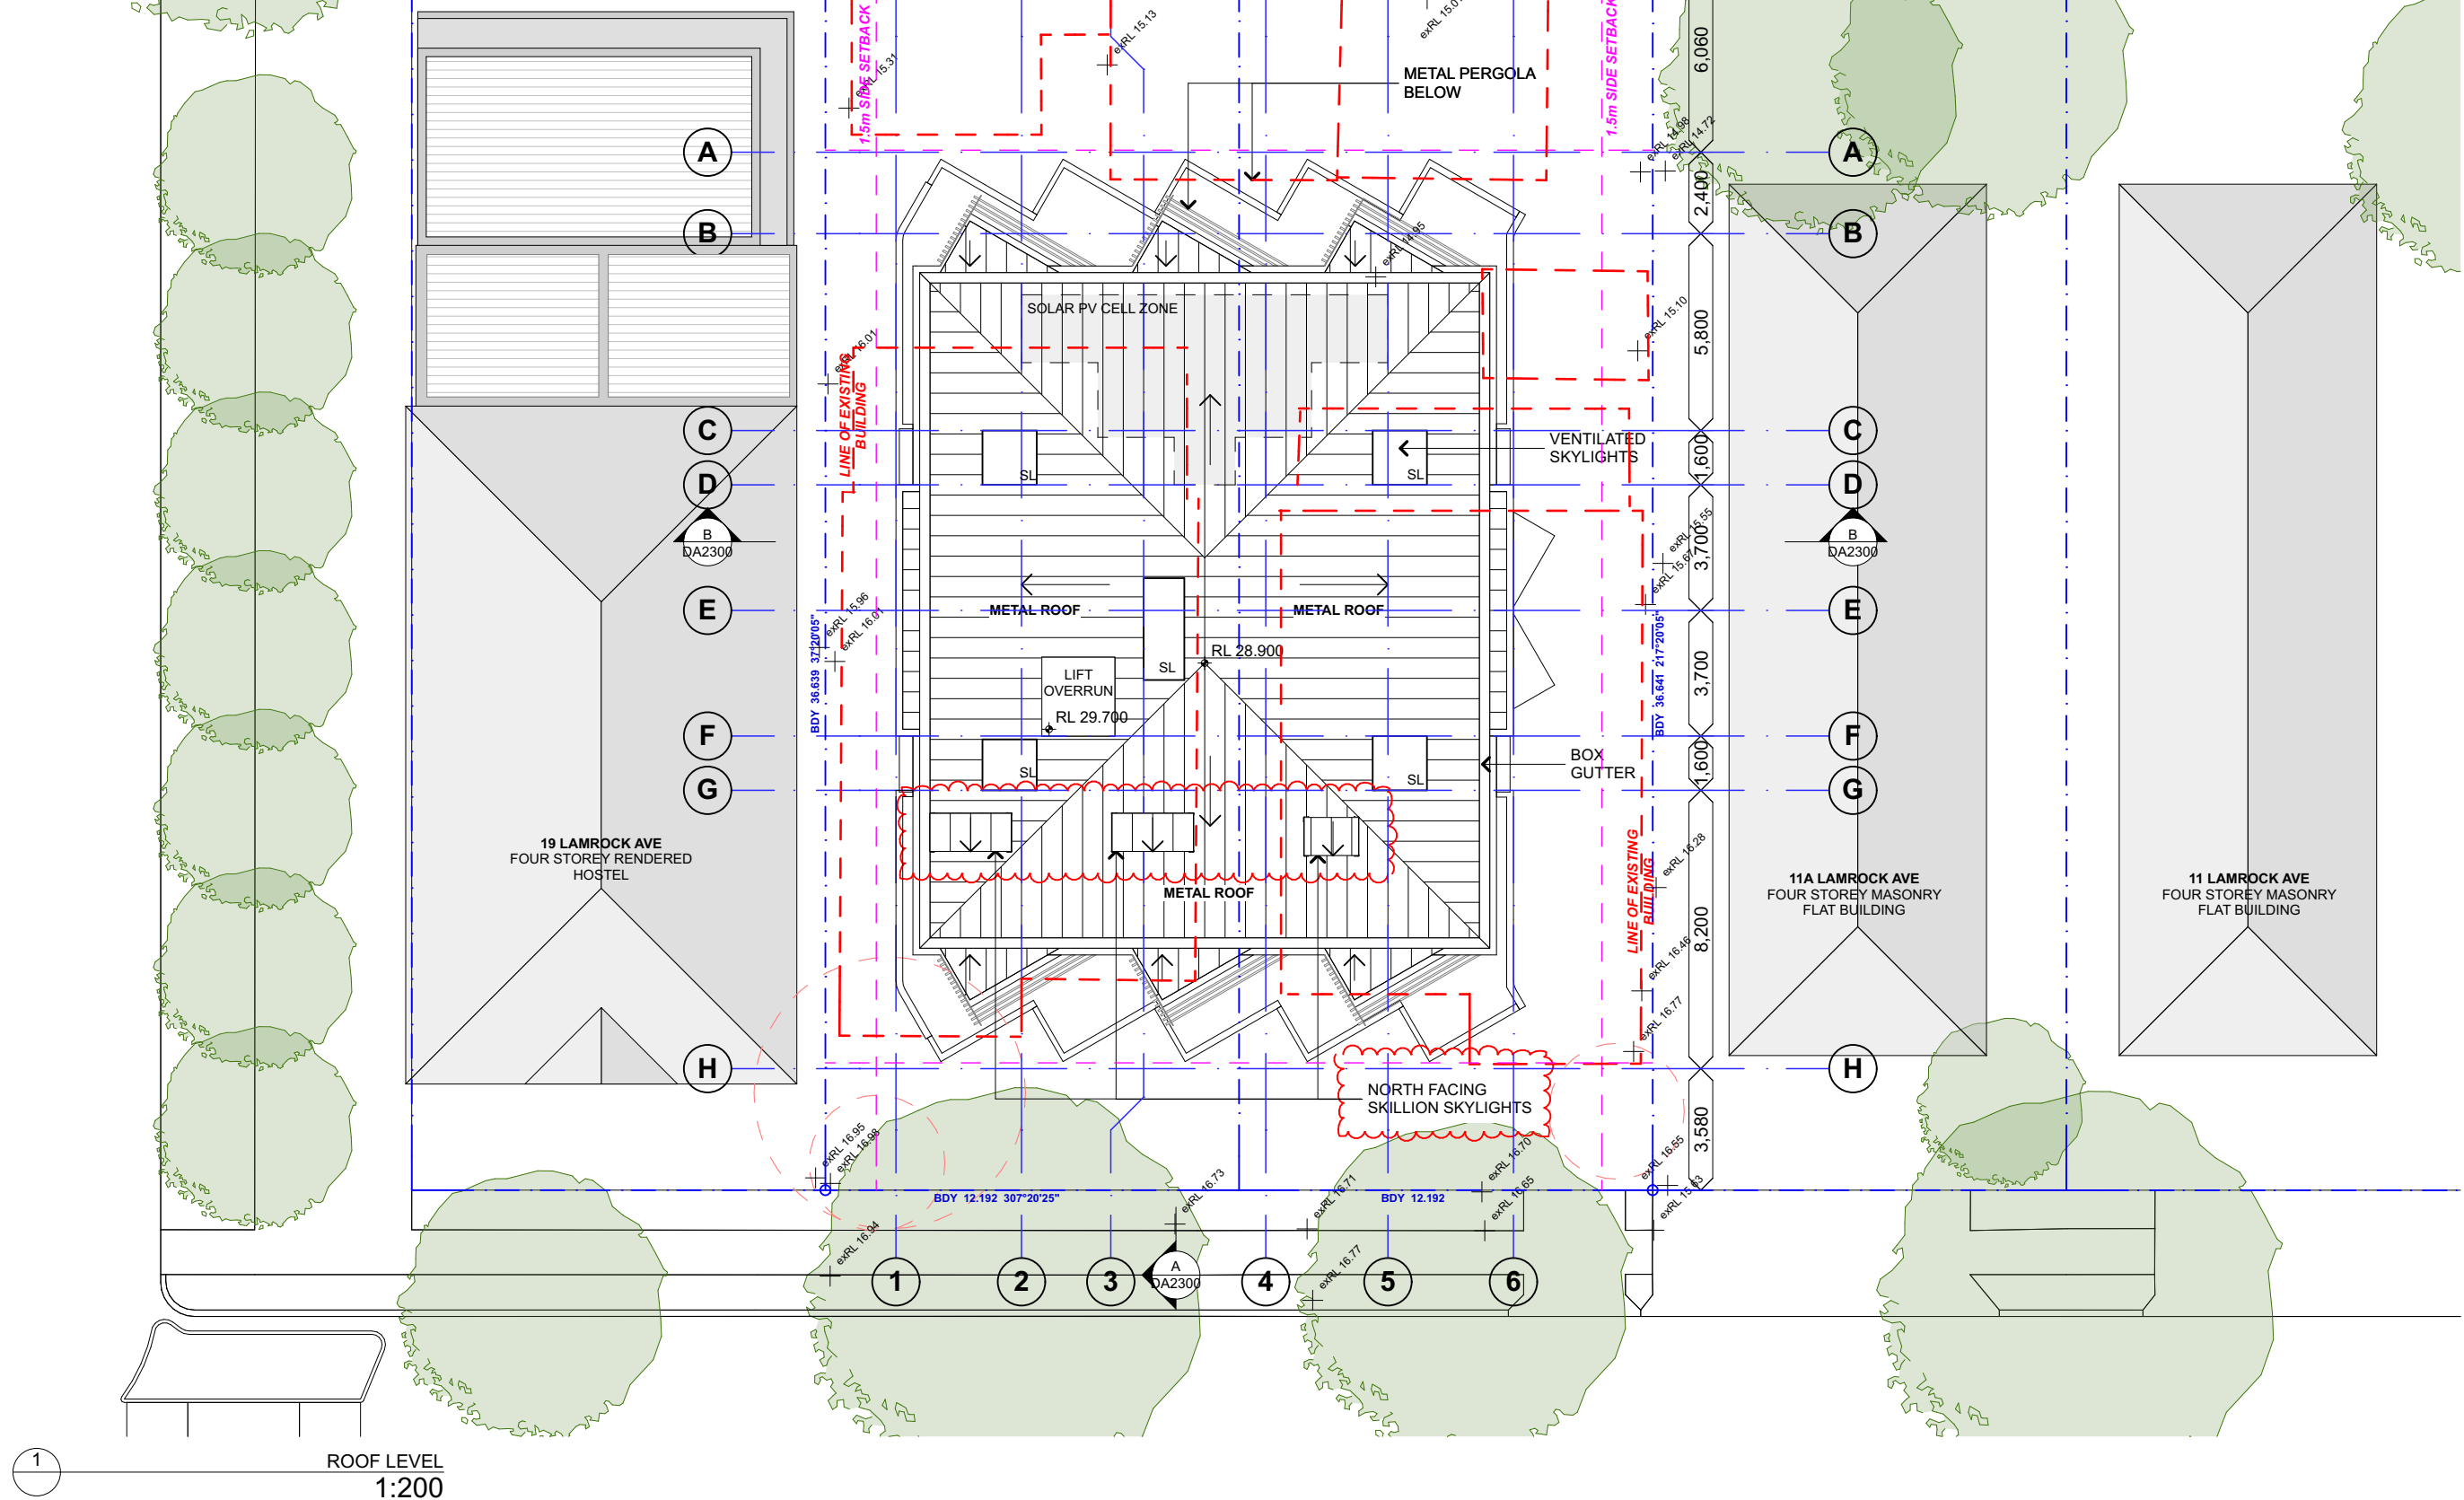 1.5m SIDE SETBACK
1.5m SIDE SETBACK
exRL 15.13
exRL 15.31
6,060
METAL PERGOLA
BELOW
exRL 14.98
exRL 14.72
A
A
2,400
B
B
exRL 14.95
SOLAR PV CELL ZONE
exRL 15.10
5,800
exRL 16.01
LINE OF EXISTING
BUILDING
C
VENTILATED
SKYLIGHTS
C
1,600
SL
SL
D
D
B
DA2300
B
DA2300
exRL 15.55
3,700
exRL 15.67
exRL 15.96
exRL 16.01
E
METAL ROOF
METAL ROOF
E
BDY 36.639 37°20'05"
BDY 36.641 217°20'05"
RL 28.900
SL
LIFT
OVERRUN
3,700
RL 29.700
F
F
BOX
GUTTER
1,600
SL
SL
G
G
19 LAMROCK AVE
FOUR STOREY RENDERED
HOSTEL
exRL 16.28
LINE OF EXISTING
BUILDING
METAL ROOF
11A LAMROCK AVE
FOUR STOREY MASONRY
FLAT BUILDING
11 LAMROCK AVE
FOUR STOREY MASONRY
FLAT BUILDING
8,200
exRL 16.46
exRL 16.77
H
H
NORTH FACING
SKILLION SKYLIGHTS
3,580
exRL 16.95
exRL 16.98
exRL 16.70
exRL 16.55
BDY 12.192 307°20'25"
BDY 12.192
exRL 16.73
exRL 16.71
exRL 16.65
exRL 15.63
exRL 16.94
exRL 16.77
1
2
3
A
DA2300
4
5
6
1
ROOF LEVEL
1:200